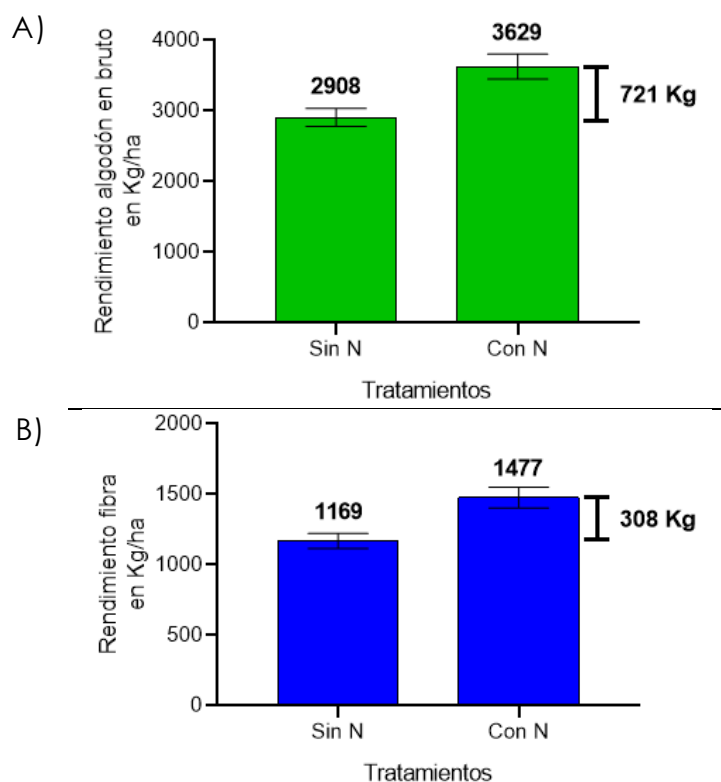 A)
Rendimiento algodón en bruto
en Kg/ha
4000
3000
2000
1000
0
2908
3629
721 Kg
Sin N
Con N
Tratamientos
B)
Rendimiento fibra
en Kg/ha
2000
1500
1000
500
0
1169
1477
308 Kg
Sin N
Con N
Tratamientos